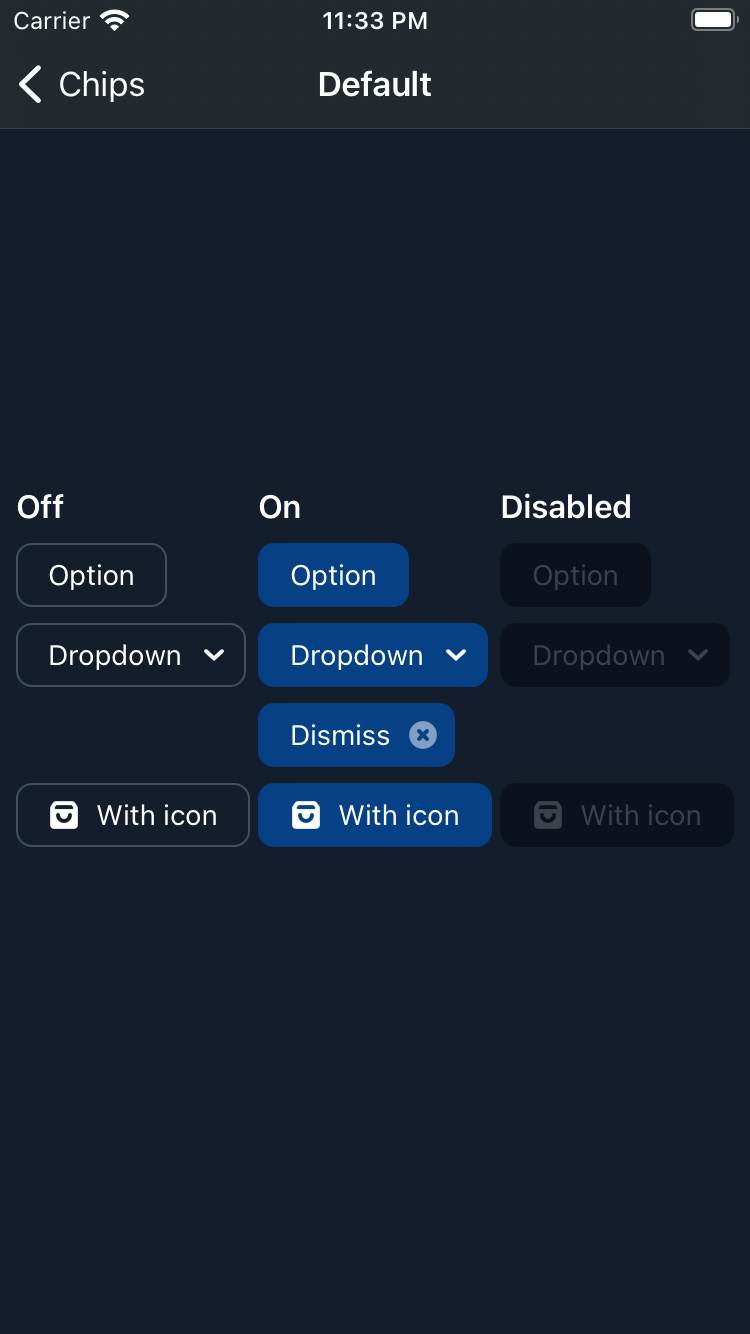 Carrier 11:33 PM
Chips Default
Off On Disabled
Option Option Option
Dropdown Dropdown Dropdown
Dismiss
With icon With icon With icon